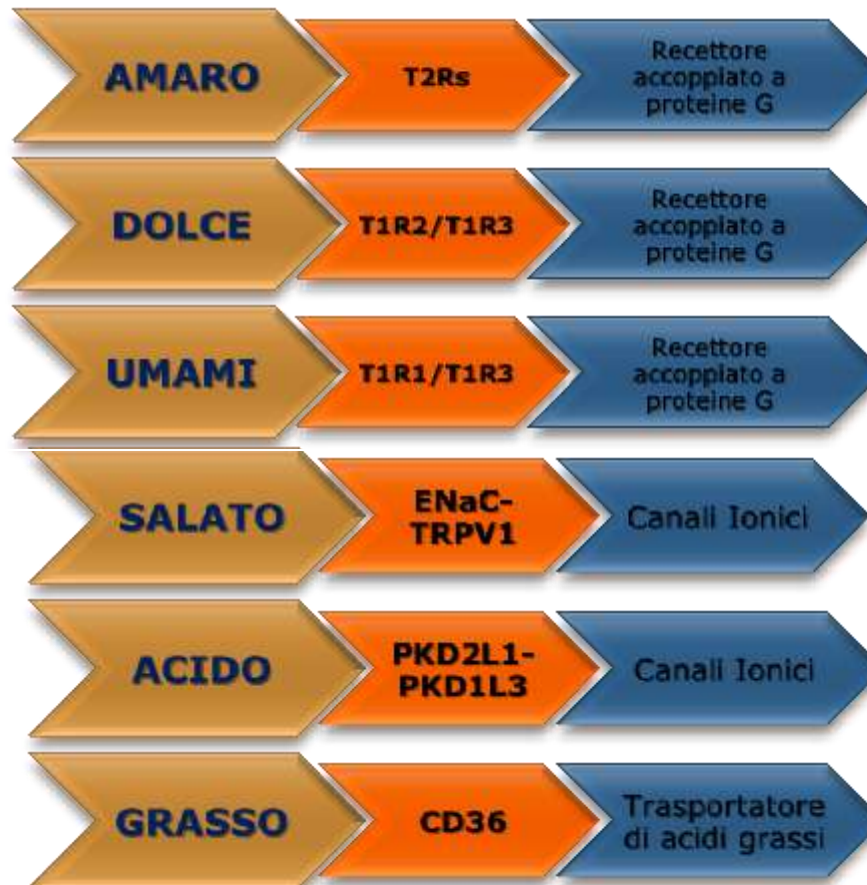 AMARO
T2Rs
Recettore
accoppiato a
proteine G
DOLCE
T1R2/T1R3
Recettore
accoppiato a
proteine G
UMAMI
T1R1/T1R3
Recettore
accoppiato a
proteine G
SALATO
ENaC-
TRPV1
Canali Ionici
ACIDO
PKD2L1-
PKD1L3
Canali Ionici
GRASSO
CD36
Trasportatore
di acidi grassi